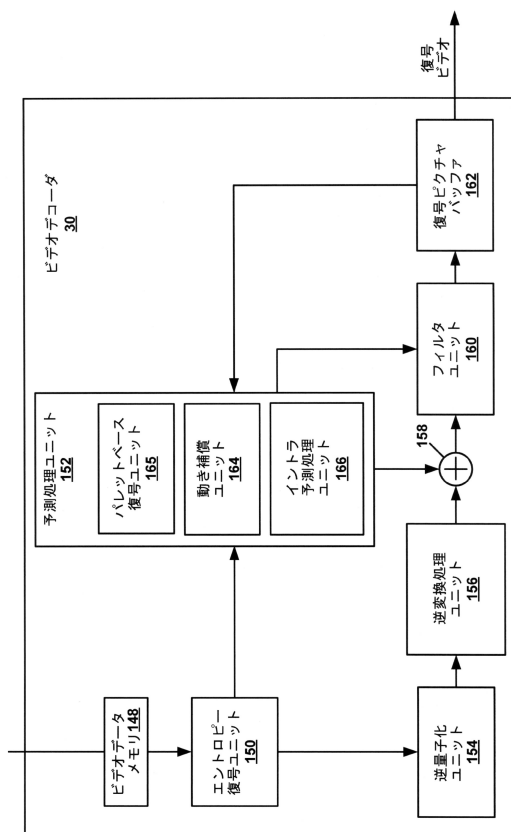 ビデオデコーダ
30
ビデオデータ
メモリ148
エントロピー
復号ユニット
150
予測処理ユニット
152
パレットベース
復号ユニット
165
動き補償
ユニット
164
イントラ
予測処理
ユニット
166
逆量子化
ユニット
154
逆変換処理
ユニット
156
158
フィルタ
ユニット
160
復号ピクチャ
バッファ
162
復号
ビデオ